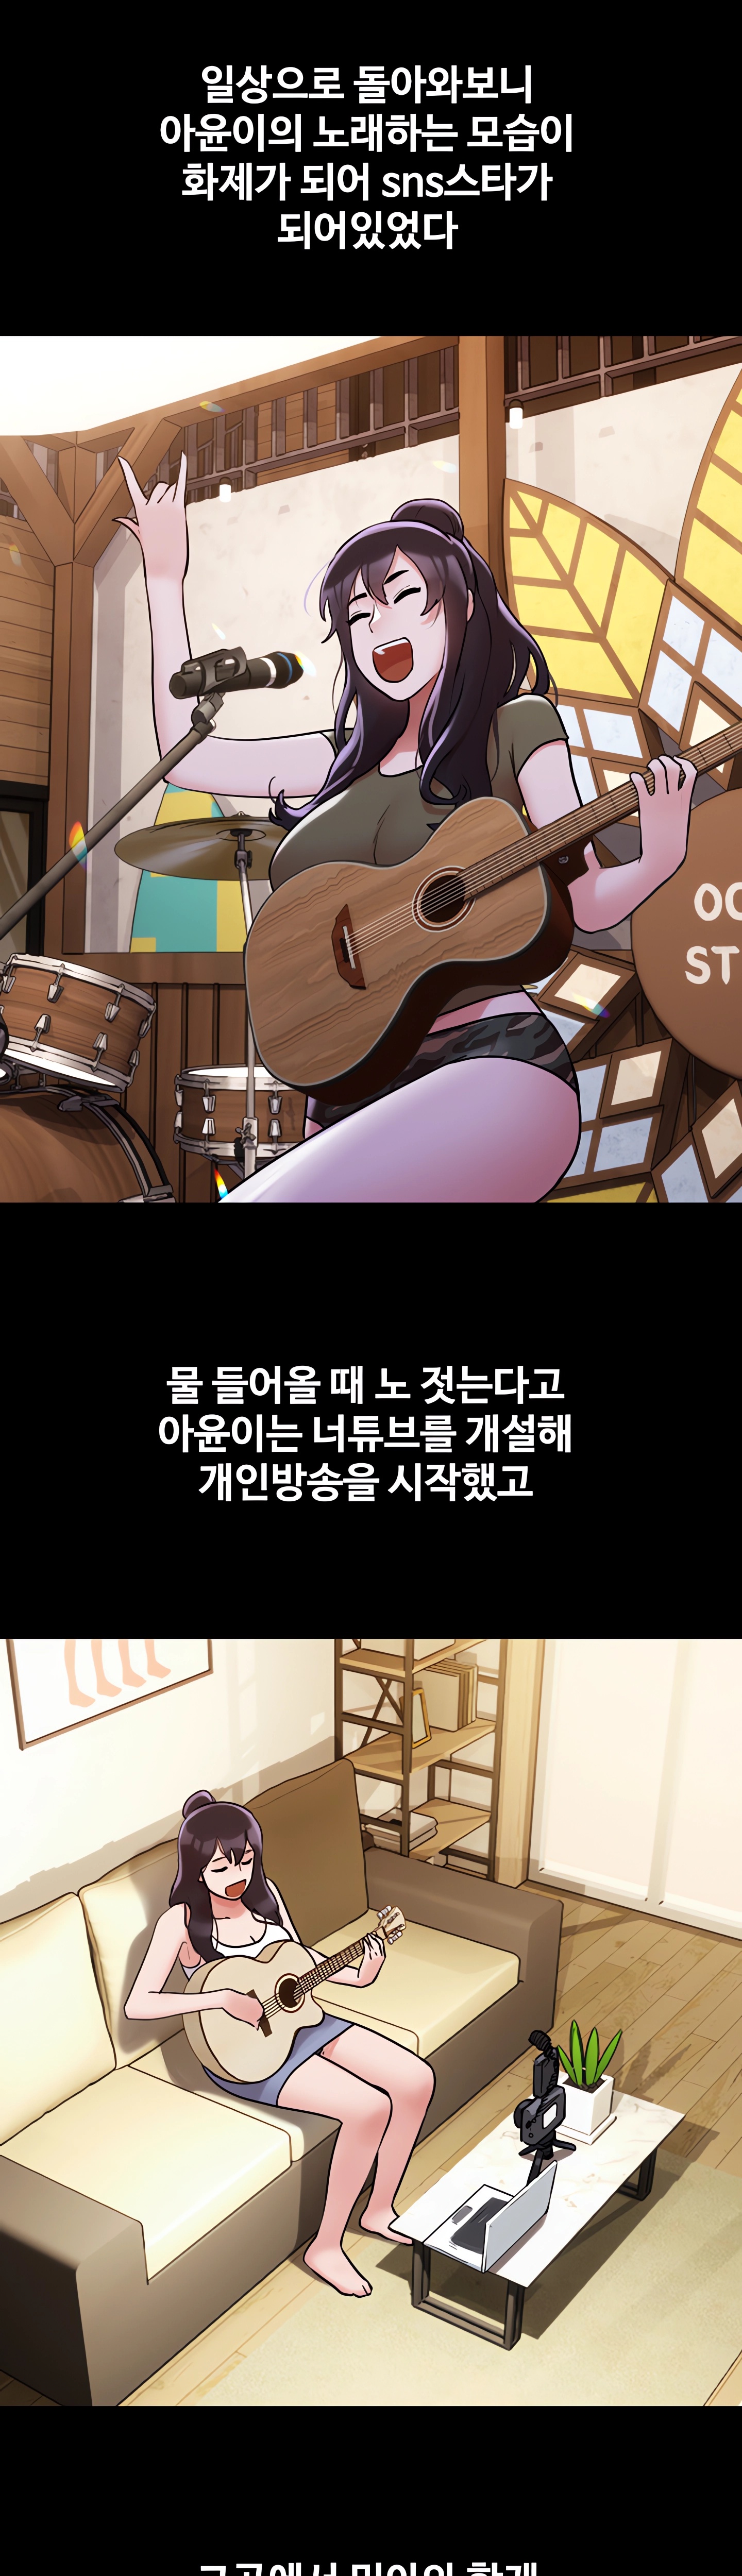 일상으로 돌아와보니
아윤이의 노래하는 모습이
화제가 되어 sns스타가
되어있었다
OC
ST
물 들어올 때 노 젓는다고
아윤이는 너튜브를 개설해
개인방송을 시작했고